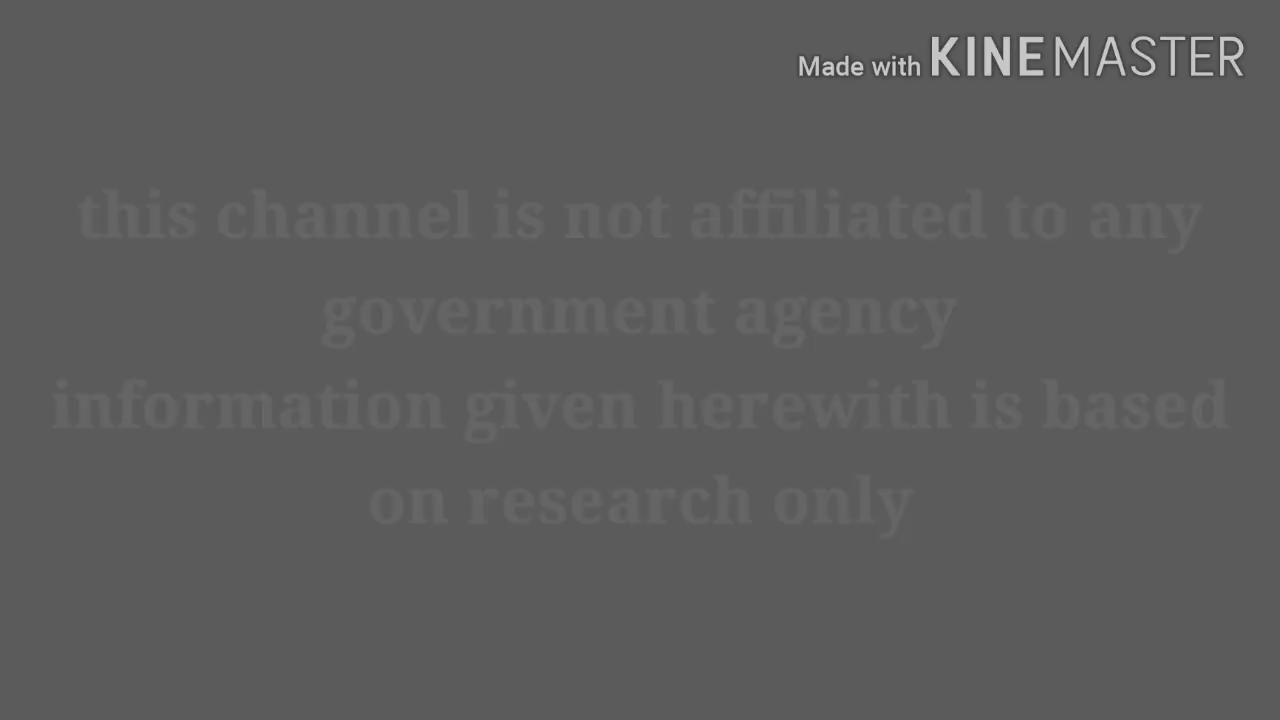 Made with KINEMASTER
this channel is not affiliated to any
government agency
information given herewith is based
on research only